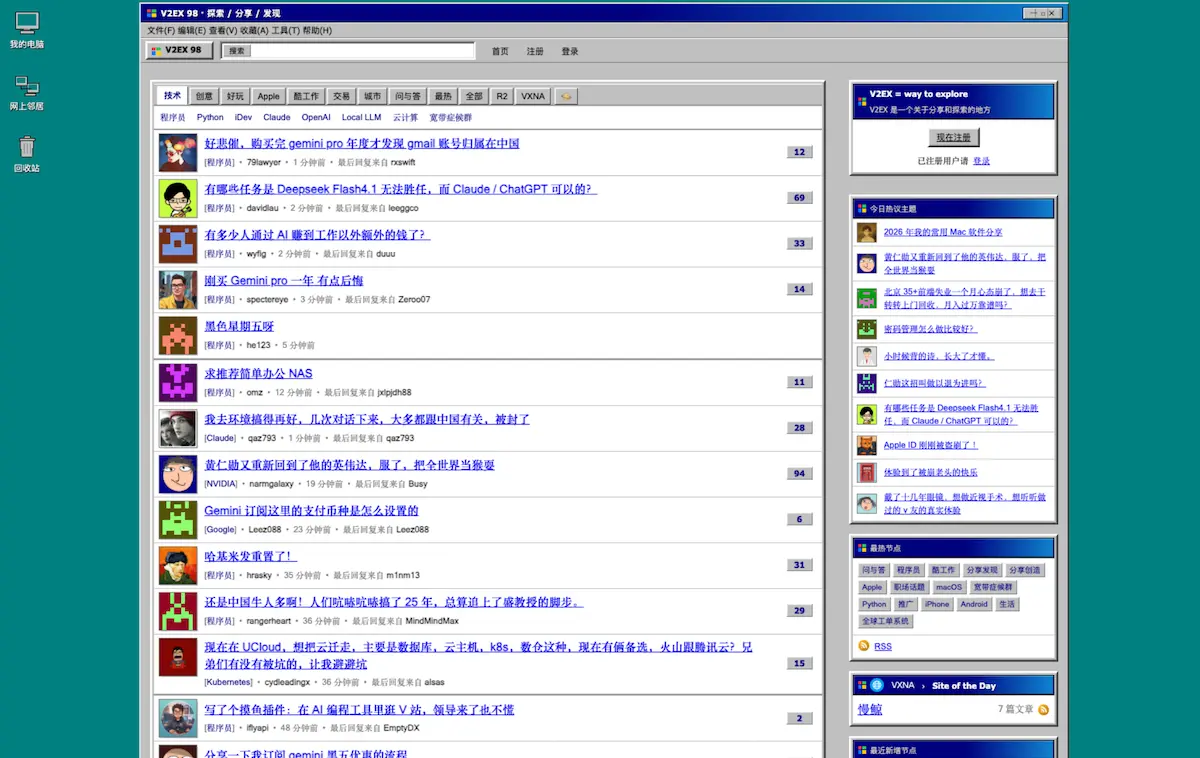 我的电脑
网上邻居
回收站
V2EX 98 - 探索 / 分享 / 发现
文件(F) 编辑(E) 查看(V) 收藏(A) 工具(T) 帮助(H)
V2EX 98
搜索
首页 注册 登录
技术 创意 好玩 Apple 酷工作 交易 城市 问与答 最热 全部 R2 VXNA
程序员 Python iDev Claude OpenAI Local LLM 云计算 宽带症候群
好悲催，购买完 gemini pro 年度才发现 gmail 账号归属在中国
[程序员] • 79lawyer • 1 分钟前 • 最后回复来自 rxswift
12
有哪些任务是 Deepseek Flash4.1 无法胜任，而 Claude / ChatGPT 可以的？
[程序员] • davidlau • 2 分钟前 • 最后回复来自 leeggco
69
有多少人通过 AI 赚到工作以外额外的钱了？
[程序员] • wyfig • 2 分钟前 • 最后回复来自 duuu
33
刚买 Gemini pro 一年 有点后悔
[程序员] • spectereye • 3 分钟前 • 最后回复来自 Zeroo07
14
黑色星期五呀
[程序员] • he123 • 5 分钟前
求推荐简单办公 NAS
[程序员] • omz • 12 分钟前 • 最后回复来自 jxlpjdh88
11
我去环境搞得再好，几次对话下来，大多都跟中国有关，被封了
[Claude] • qaz793 • 1 分钟前 • 最后回复来自 qaz793
28
黄仁勋又重新回到了他的英伟达，服了，把全世界当猴耍
[NVIDIA] • narmgalaxy • 19 分钟前 • 最后回复来自 Busy
94
Gemini 订阅这里的支付币种是怎么设置的
[Google] • Leez088 • 23 分钟前 • 最后回复来自 Leez088
6
哈基米发重置了！
[程序员] • hrasky • 35 分钟前 • 最后回复来自 m1nm13
31
还是中国牛人多啊！人们吭哧吭哧搞了 25 年，总算追上了盛教授的脚步。
[程序员] • rangerheart • 36 分钟前 • 最后回复来自 MindMindMax
29
现在在 UCloud，想把云迁走，主要是数据库，云主机，k8s，数仓这种，现在有俩备选，火山跟腾讯云？兄
弟们有没有被坑的，让我避避坑
[Kubernetes] • cydleadingx • 36 分钟前 • 最后回复来自 alsas
15
写了个摸鱼插件：在 AI 编程工具里逛 V 站，领导来了也不慌
[程序员] • iflyapi • 48 分钟前 • 最后回复来自 EmptyDX
2
分享一下我订阅 gemini 黑五优惠的流程
V2EX = way to explore
V2EX 是一个关于分享和探索的地方
现在注册
已注册用户请 登录
今日热议主题
2026 年我的常用 Mac 软件分享
黄仁勋又重新回到了他的英伟达，服了，把
全世界当猴耍
北京 35+前端失业一个月心态崩了，想去干
转转上门回收，月入过万靠谱吗？
密码管理怎么做比较好？
小时候背的诗，长大了才懂。
仁勋这招叫做以退为进吗？
有哪些任务是 Deepseek Flash4.1 无法胜
任，而 Claude / ChatGPT 可以的？
Apple ID 刚刚被盗刷了！
体验到了被崩老头的快乐
戴了十几年眼镜，想做近视手术，想听听做
过的 v 友的真实体验
最热节点
问与答 程序员 酷工作 分享发现 分享创造
Apple 职场话题 macOS 宽带症候群
Python 推广 iPhone Android 生活
全球工单系统
RSS
VXNA › Site of the Day
慢鲸 7 篇文章
最近新增节点